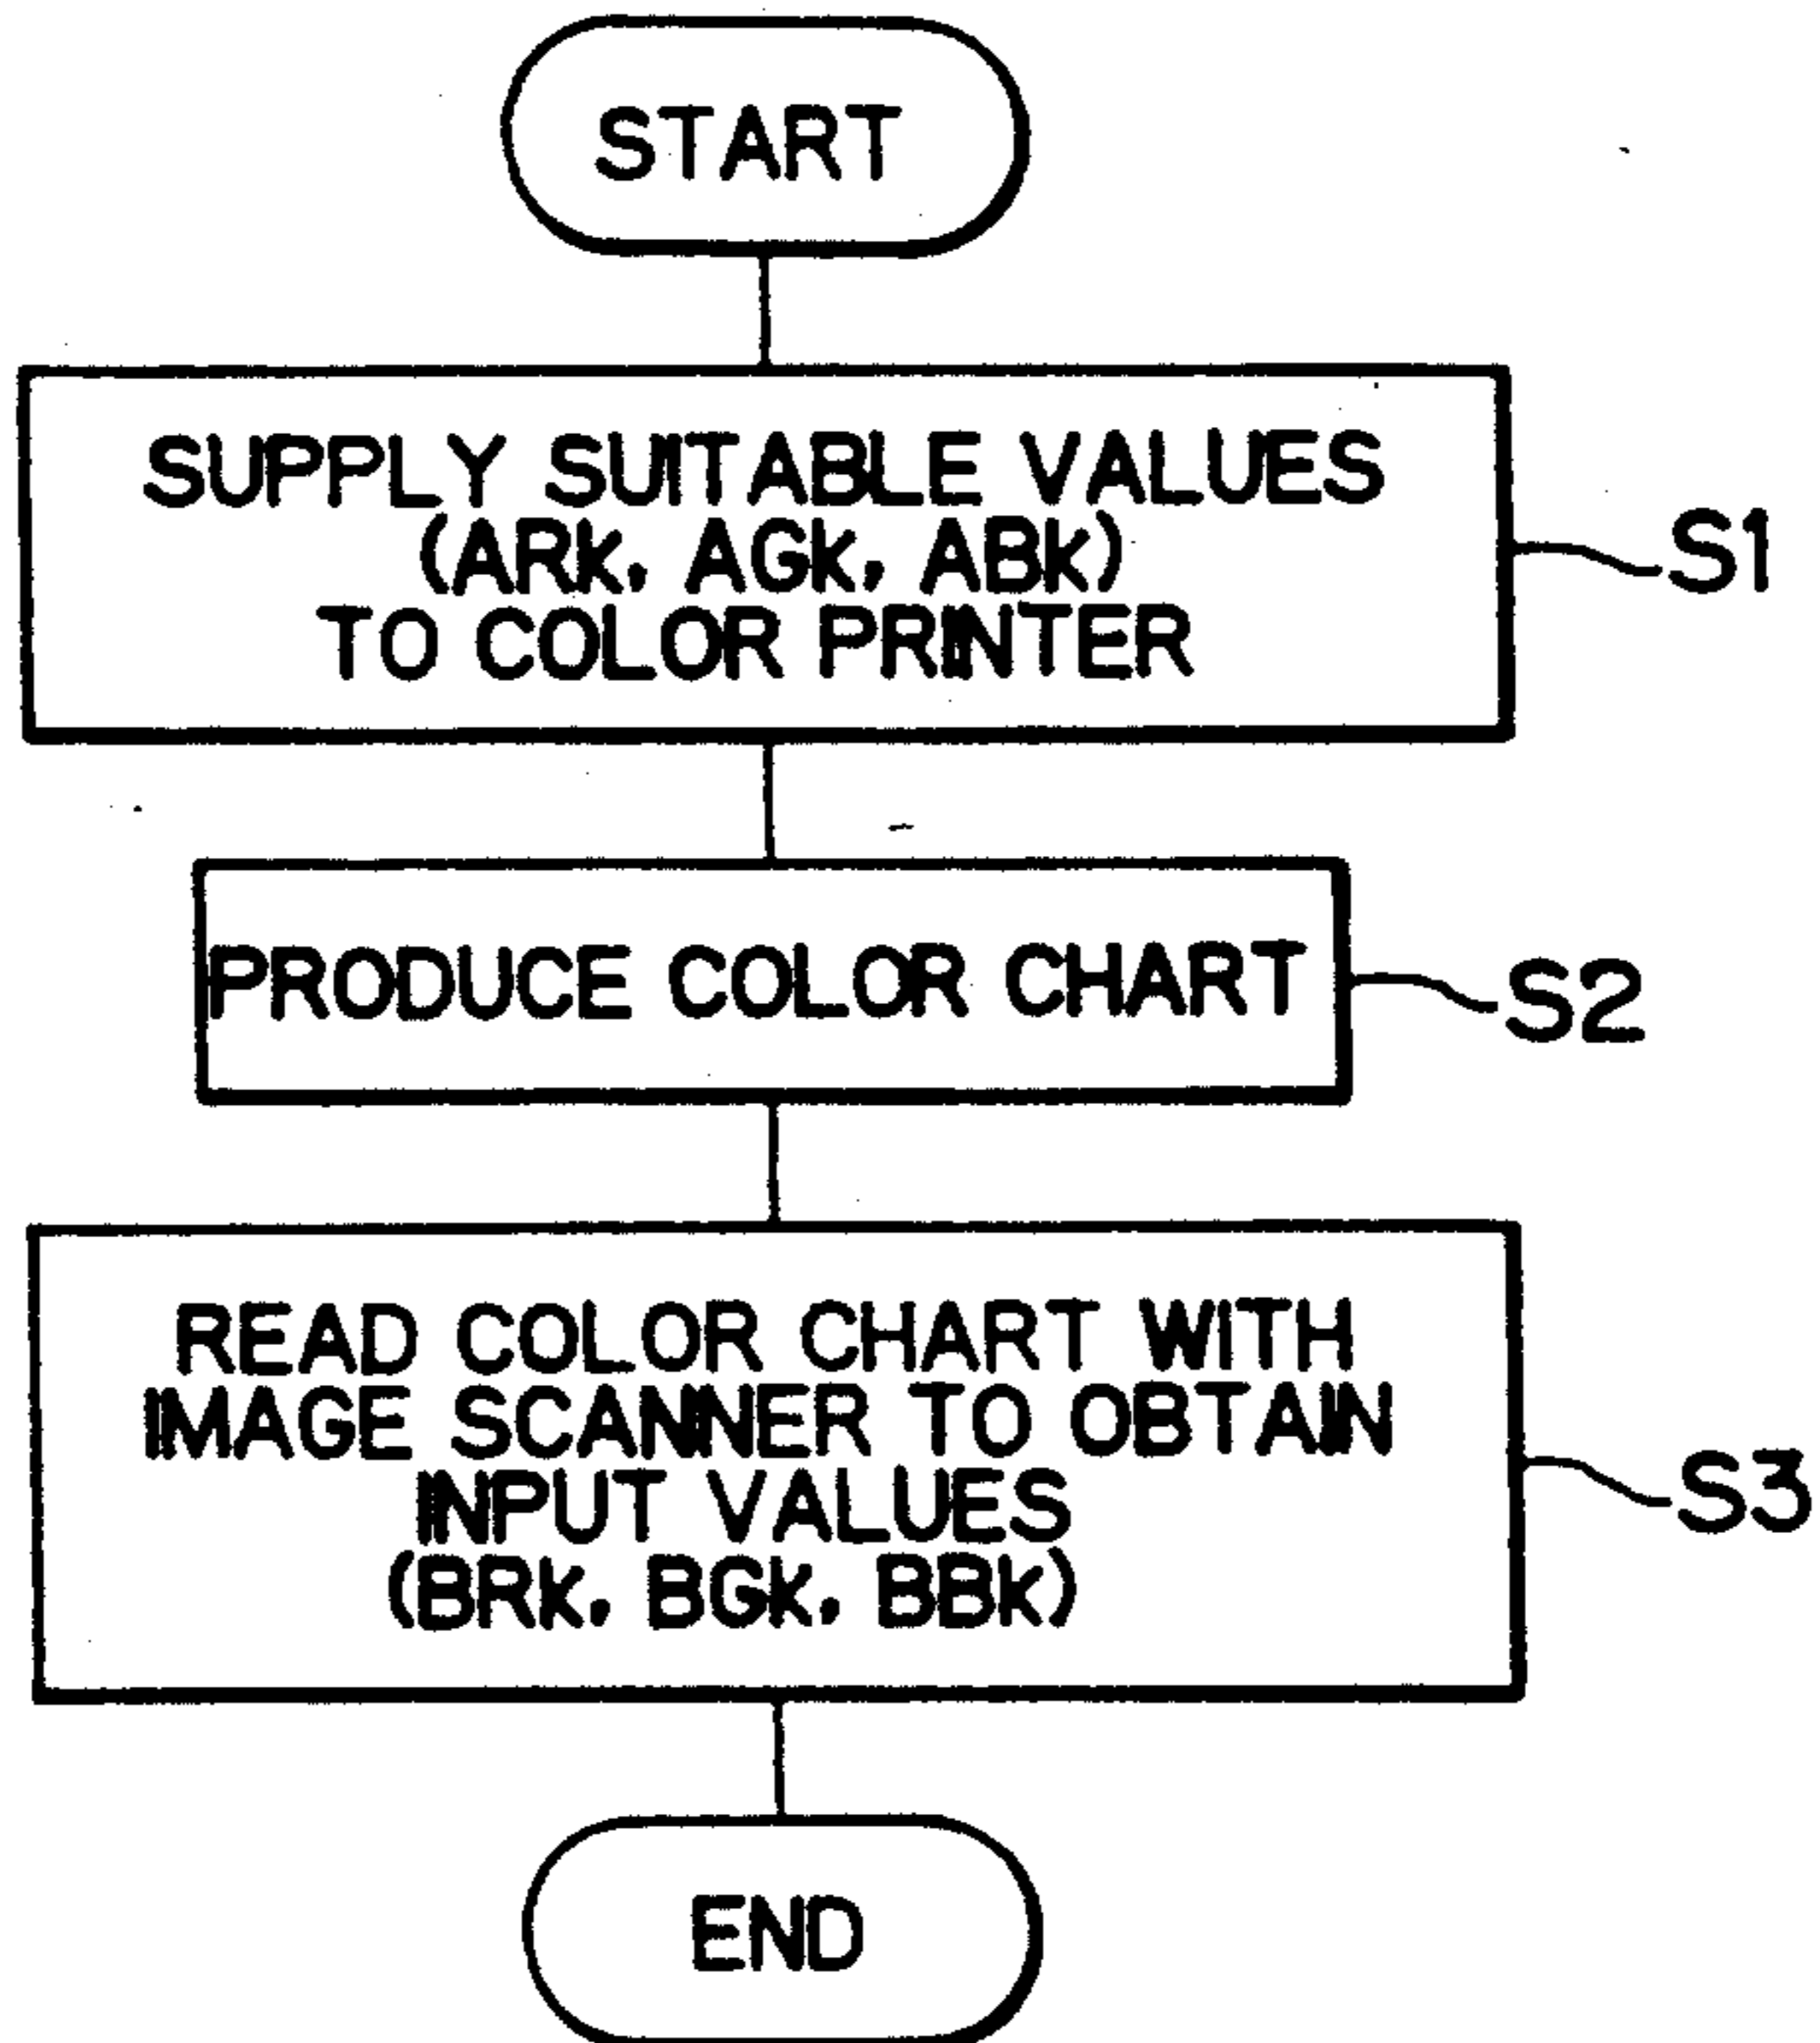 START
SUPPLY SUITABLE VALUES
(ARk, AGk, ABk)
TO COLOR PRINTER
S1
PRODUCE COLOR CHART
S2
READ COLOR CHART WITH
IMAGE SCANNER TO OBTAIN
INPUT VALUES
(BRk, BGk, BBk)
S3
END